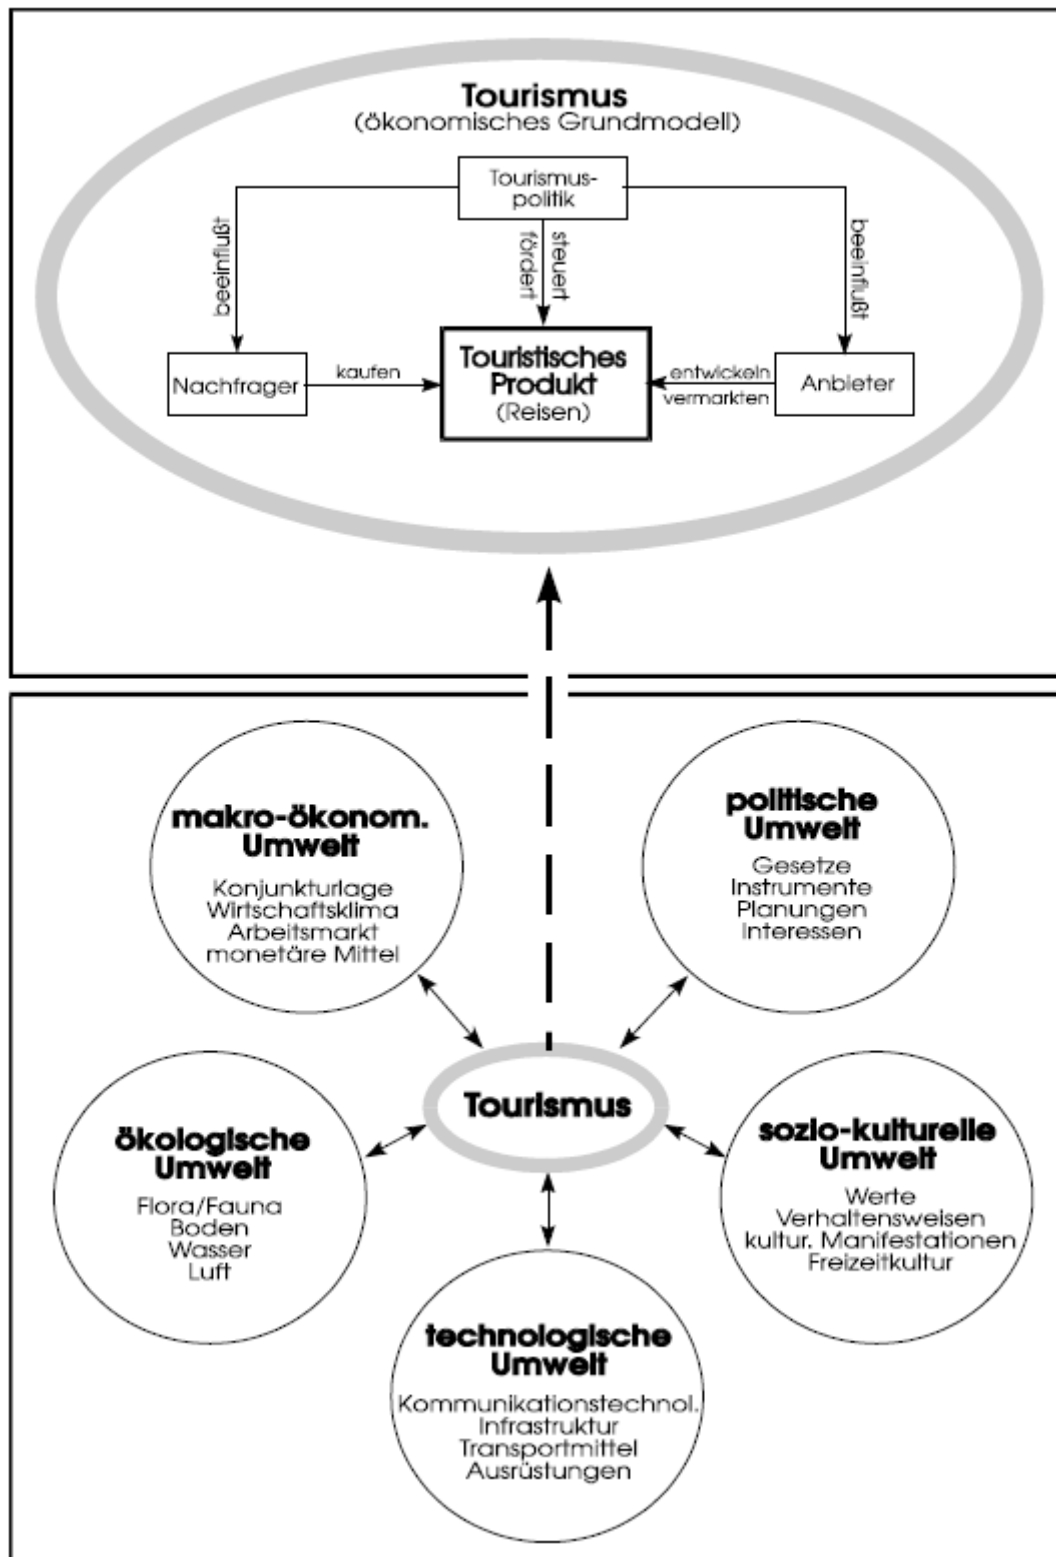 Tourismus
(ökonomisches Grundmodell)
Tourismus-
politik
beeinflußt
fördert
steuert
beeinflußt
Nachfrager
kaufen
Touristisches
Produkt
(Reisen)
entwickeln
vermarkten
Anbieter
makro-ökonom.
Umwelt
Konjunkturlage
Wirtschaftsklima
Arbeitsmarkt
monetäre Mittel
politische
Umwelt
Gesetze
Instrumente
Planungen
Interessen
Tourismus
ökologische
Umwelt
Flora/Fauna
Boden
Wasser
Luft
sozio-kulturelle
Umwelt
Werte
Verhaltensweisen
kultur. Manifestationen
Freizeitkultur
technologische
Umwelt
Kommunikationstechnol.
Infrastruktur
Transportmittel
Ausrüstungen